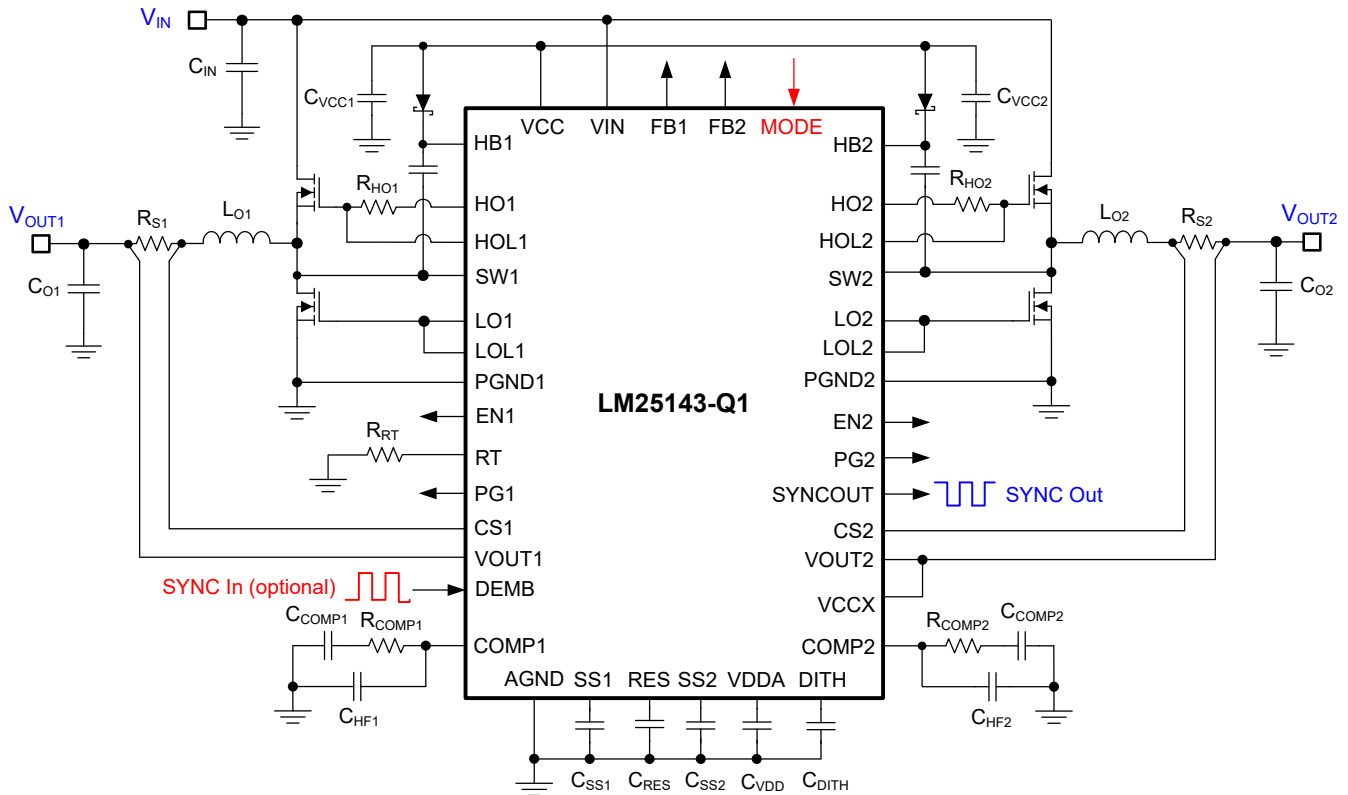 VIN
CIN
CVCC1
CVCC2
VCC
VIN
FB1
FB2
MODE
HB1
HB2
RHO1
HO1
HO2
RHO2
HOL1
HOL2
VOUT1
RS1
LO1
LO2
RS2
VOUT2
SW1
SW2
CO1
CO2
LO1
LO2
LOL1
LOL2
PGND1
PGND2
LM25143-Q1
EN1
EN2
RRT
RT
PG2
PG1
SYNCOUT
SYNC Out
CS1
CS2
VOUT1
VOUT2
SYNC In (optional)
DEMB
VCCX
CCOMP1
RCOMP1
COMP1
COMP2
RCOMP2
CCOMP2
CHF1
CHF2
AGND
SS1
RES
SS2
VDDA
DITH
CSS1
CRES
CSS2
CVDD
CDITH